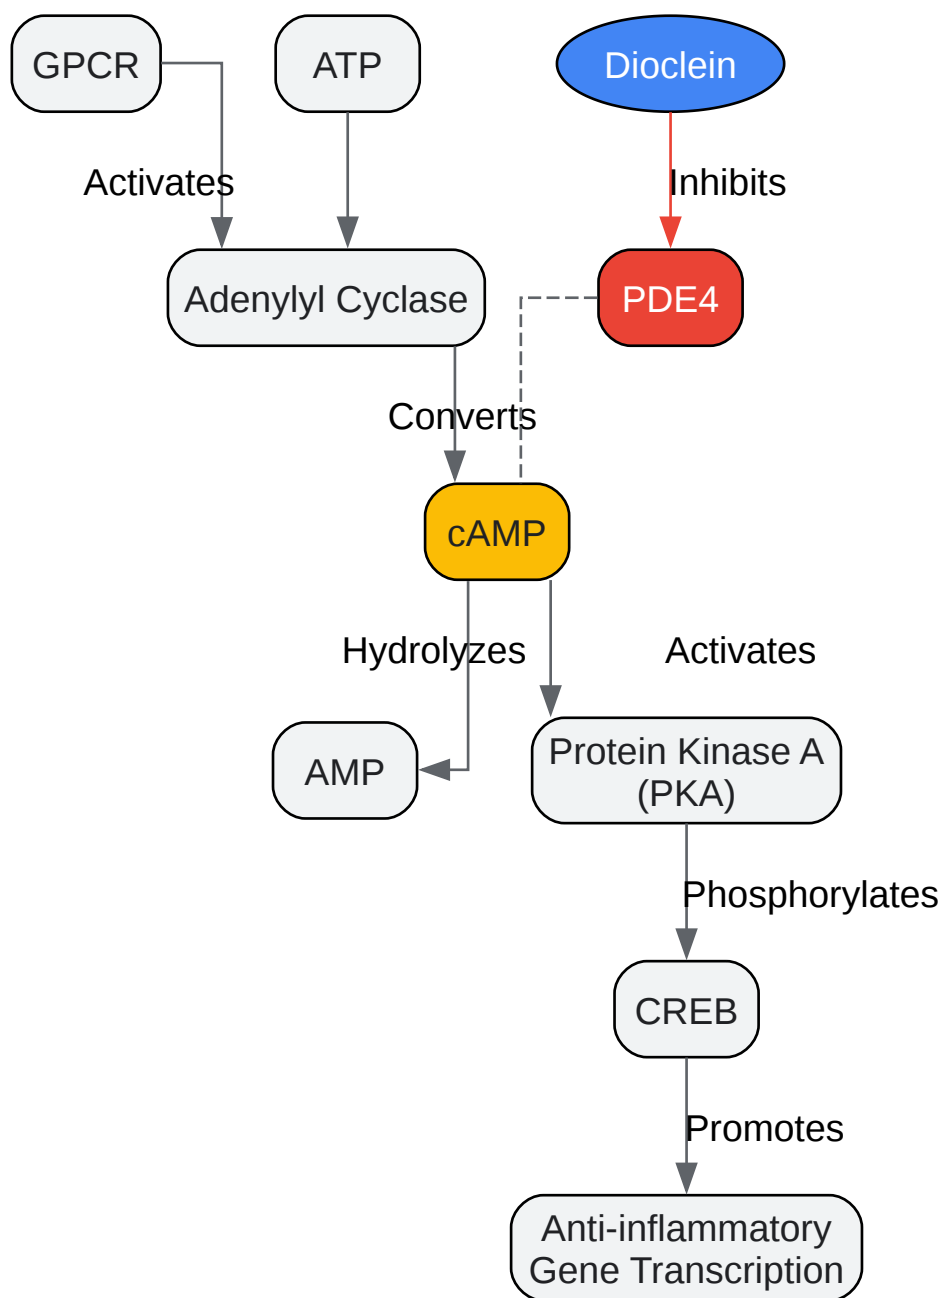 GPCR
ATP
Dioclein
Activates
Inhibits
Adenylyl Cyclase
PDE4
Converts
cAMP
Hydrolyzes
Activates
AMP
Protein Kinase A
(PKA)
Phosphorylates
CREB
Promotes
Anti-inflammatory
Gene Transcription